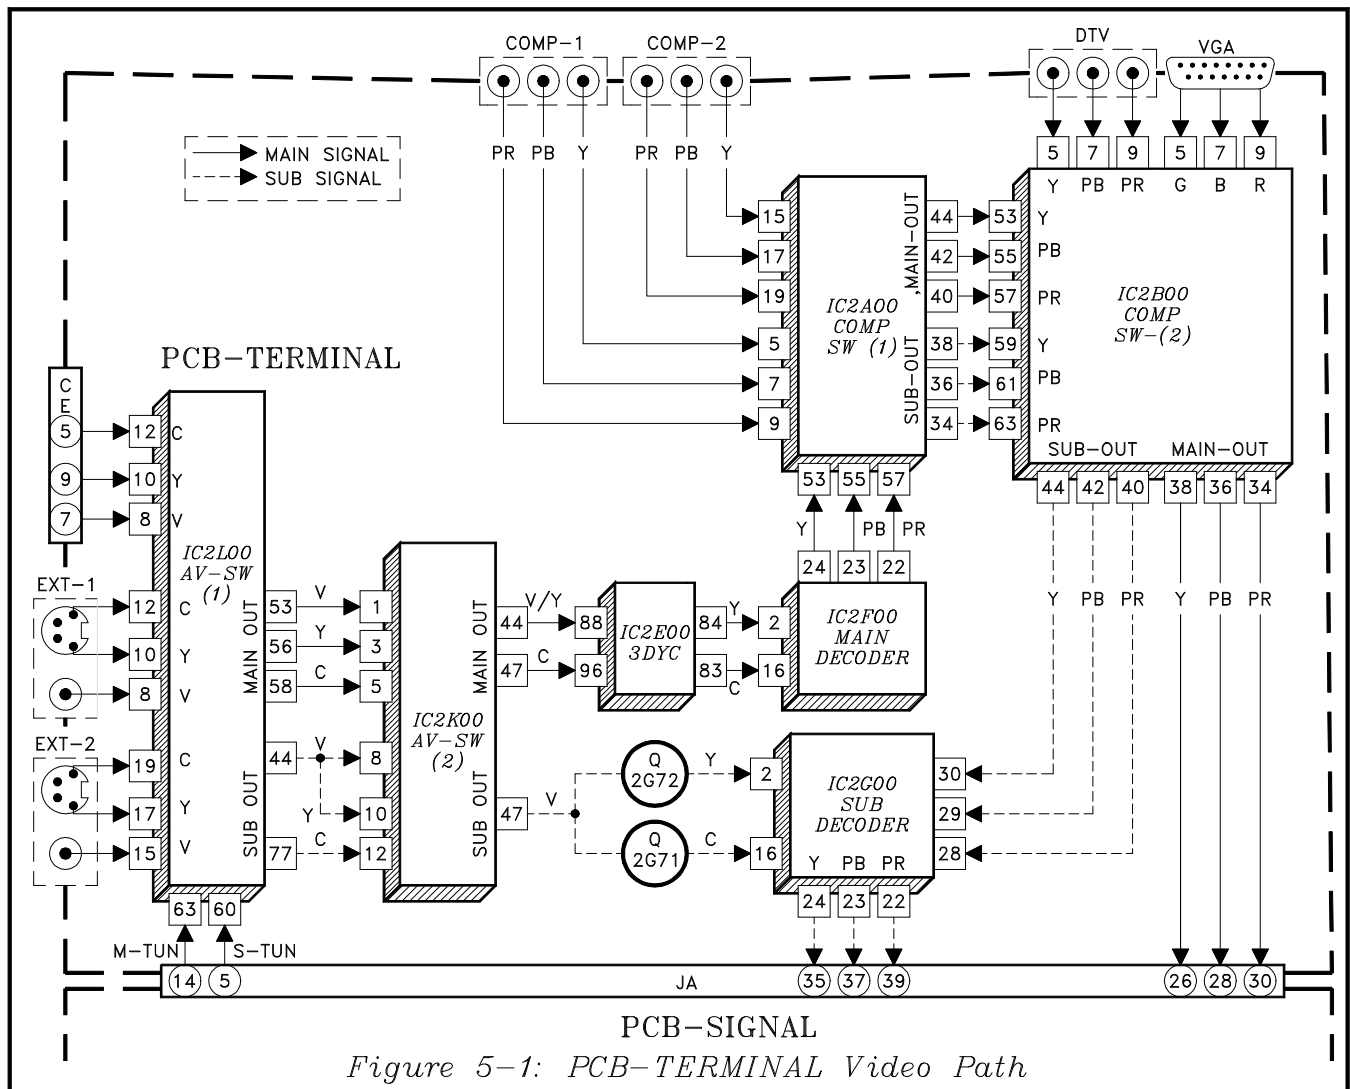 COMP-1 COMP-2 DTV VGA
PR PB Y PR PB Y
MAIN SIGNAL
SUB SIGNAL
5 7 9 5 7 9
Y PB PR G B R
15 44 53 Y
17 42 55 PB
19 40 57 PR
5 38 59 Y
7 36 61 PB
9 34 63 PR
,MAIN-OUT
SUB-OUT
IC2A00
COMP
SW (1)
IC2B00
COMP
SW-(2)
SUB-OUT MAIN-OUT
44 42 40 38 36 34
Y PB PR Y PB PR
53 55 57
Y PB PR
24 23 22
PCB-TERMINAL
C
E
5 12 C
9 10 Y
7 8 V
IC2L00
AV-SW
(1)
EXT-1
12 C
10 Y
8 V
EXT-2
19 C
17 Y
15 V
MAIN OUT
53 V 1
56 Y 3
58 C 5
SUB OUT
44 V 8
Y 10
77 C 12
IC2K00
AV-SW
(2)
MAIN OUT
44 V/Y 88
47 C 96
SUB OUT
47 V
IC2E00
3DYC
84 Y 2
83 C 16
IC2F00
MAIN
DECODER
Q
2G72
Y 2
Q
2G71
C 16
IC2G00
SUB
DECODER
30
29
28
Y PB PR
24 23 22
63 60
M-TUN S-TUN
14 5 JA 35 37 39 26 28 30
PCB-SIGNAL
Figure 5-1: PCB-TERMINAL Video Path